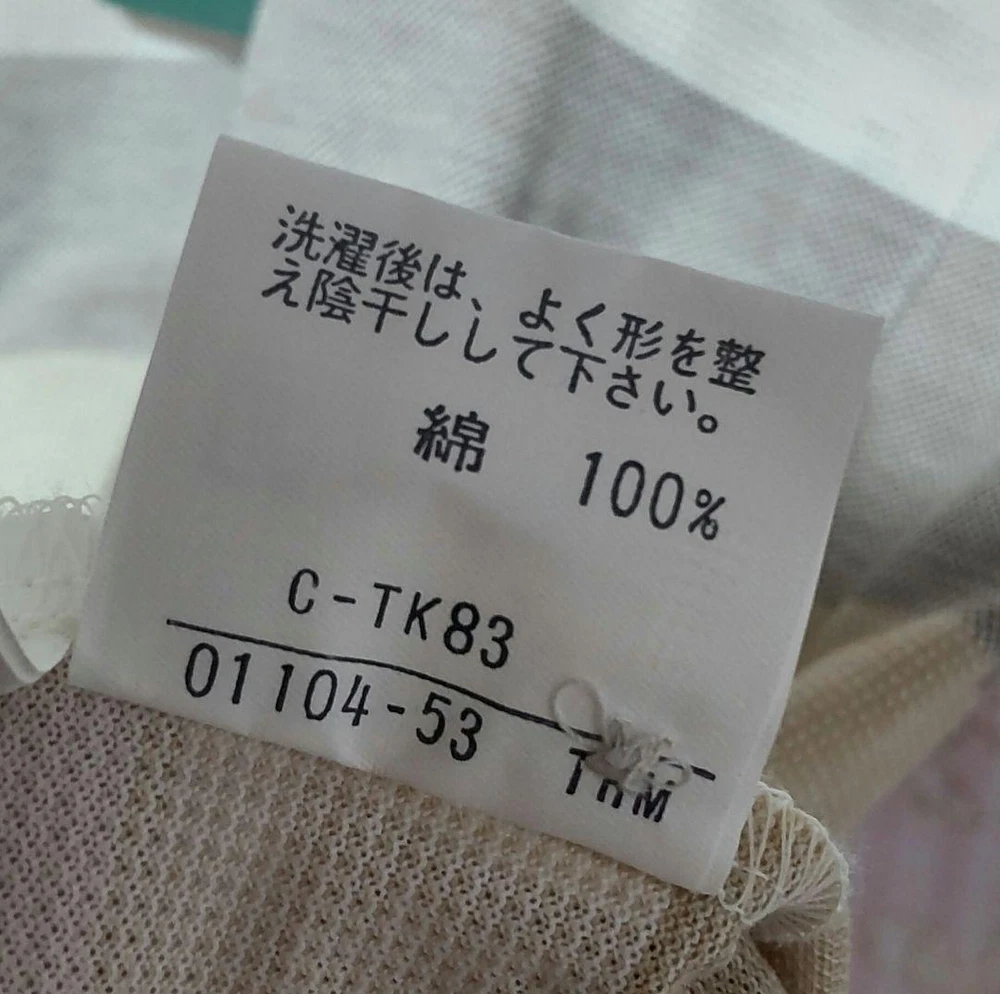 洗濯後は、よく形を整
え陰干しして下さい。
綿 100%
C-TK83
01104-53